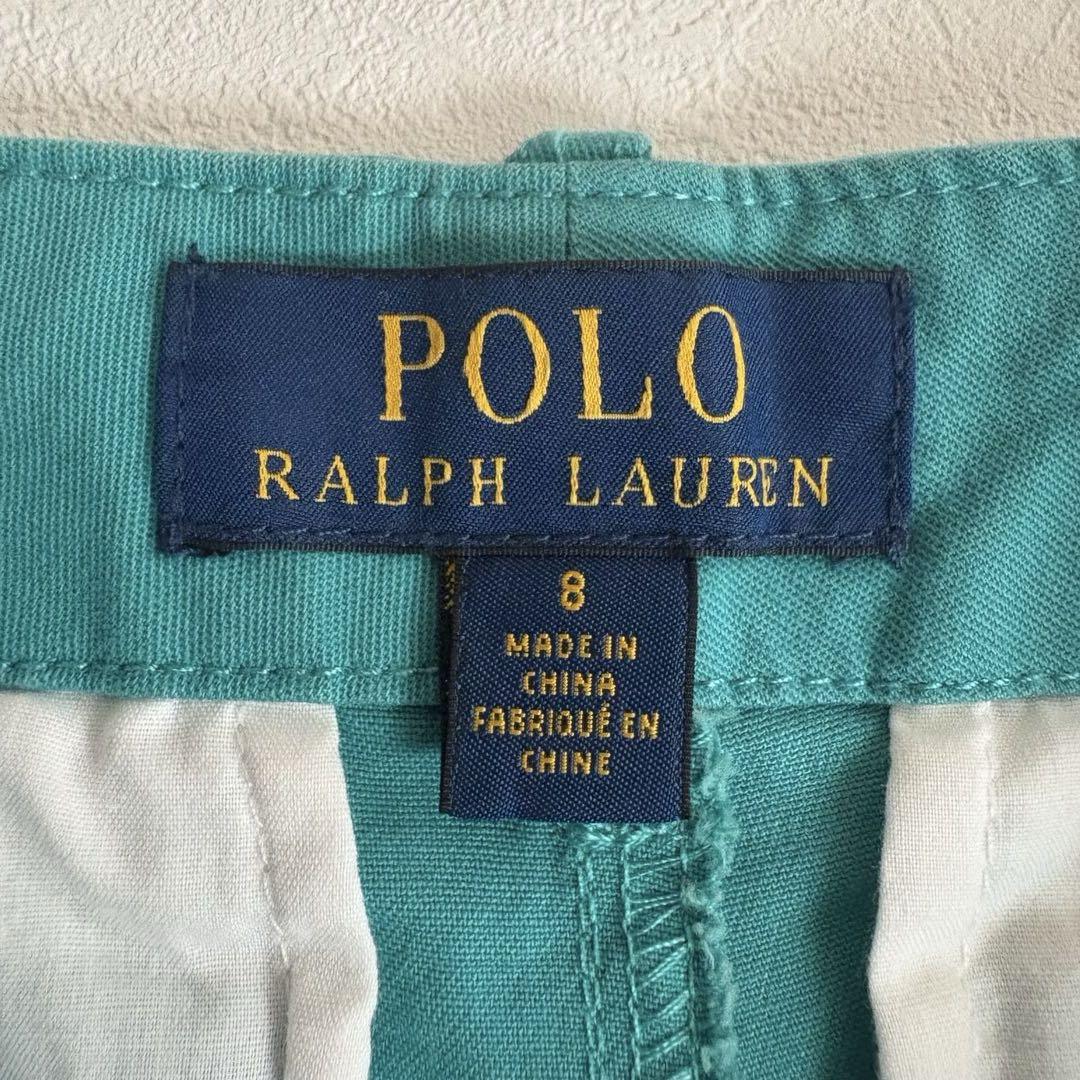 POLO
RALPH LAUREN
8
MADE IN
CHINA
FABRIQUÉ EN
CHINE